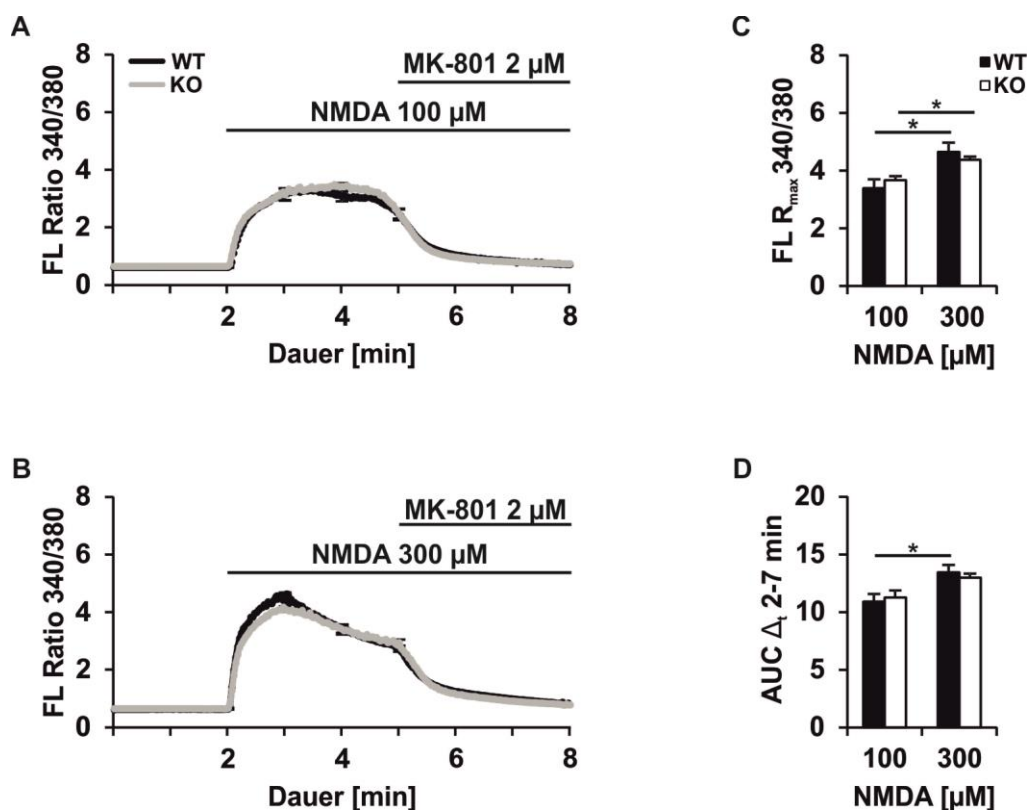 A
8
6
4
2
0
FL Ratio 340/380
WT
KO
MK-801 2 µM
NMDA 100 µM
2
4
6
8
Dauer [min]
C
8
6
4
2
0
FL Rmax 340/380
WT
KO
*
*
100
300
NMDA [µM]
B
8
6
4
2
0
FL Ratio 340/380
MK-801 2 µM
NMDA 300 µM
2
4
6
8
Dauer [min]
D
20
15
10
5
0
AUC Δt 2-7 min
*
100
300
NMDA [µM]